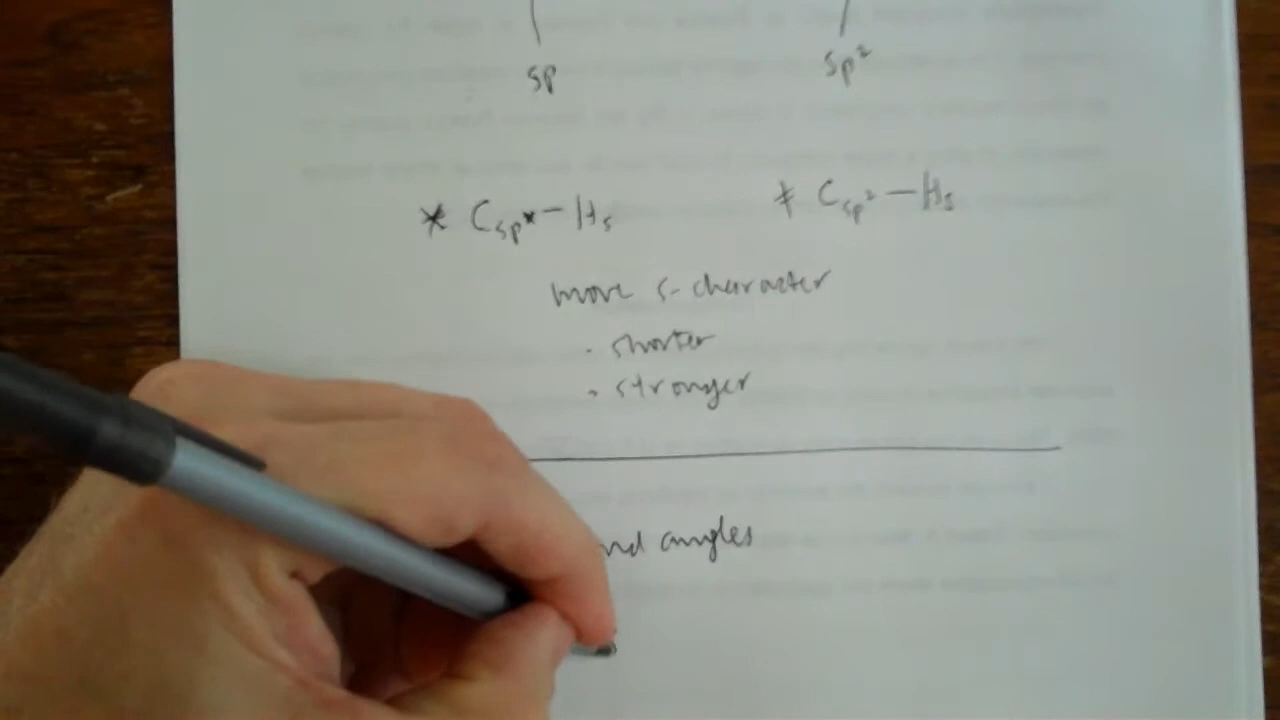 sp sp²
* C_sp* – H_s * C_sp² – H_s
more s-character
· shorter
· stronger
nd angles